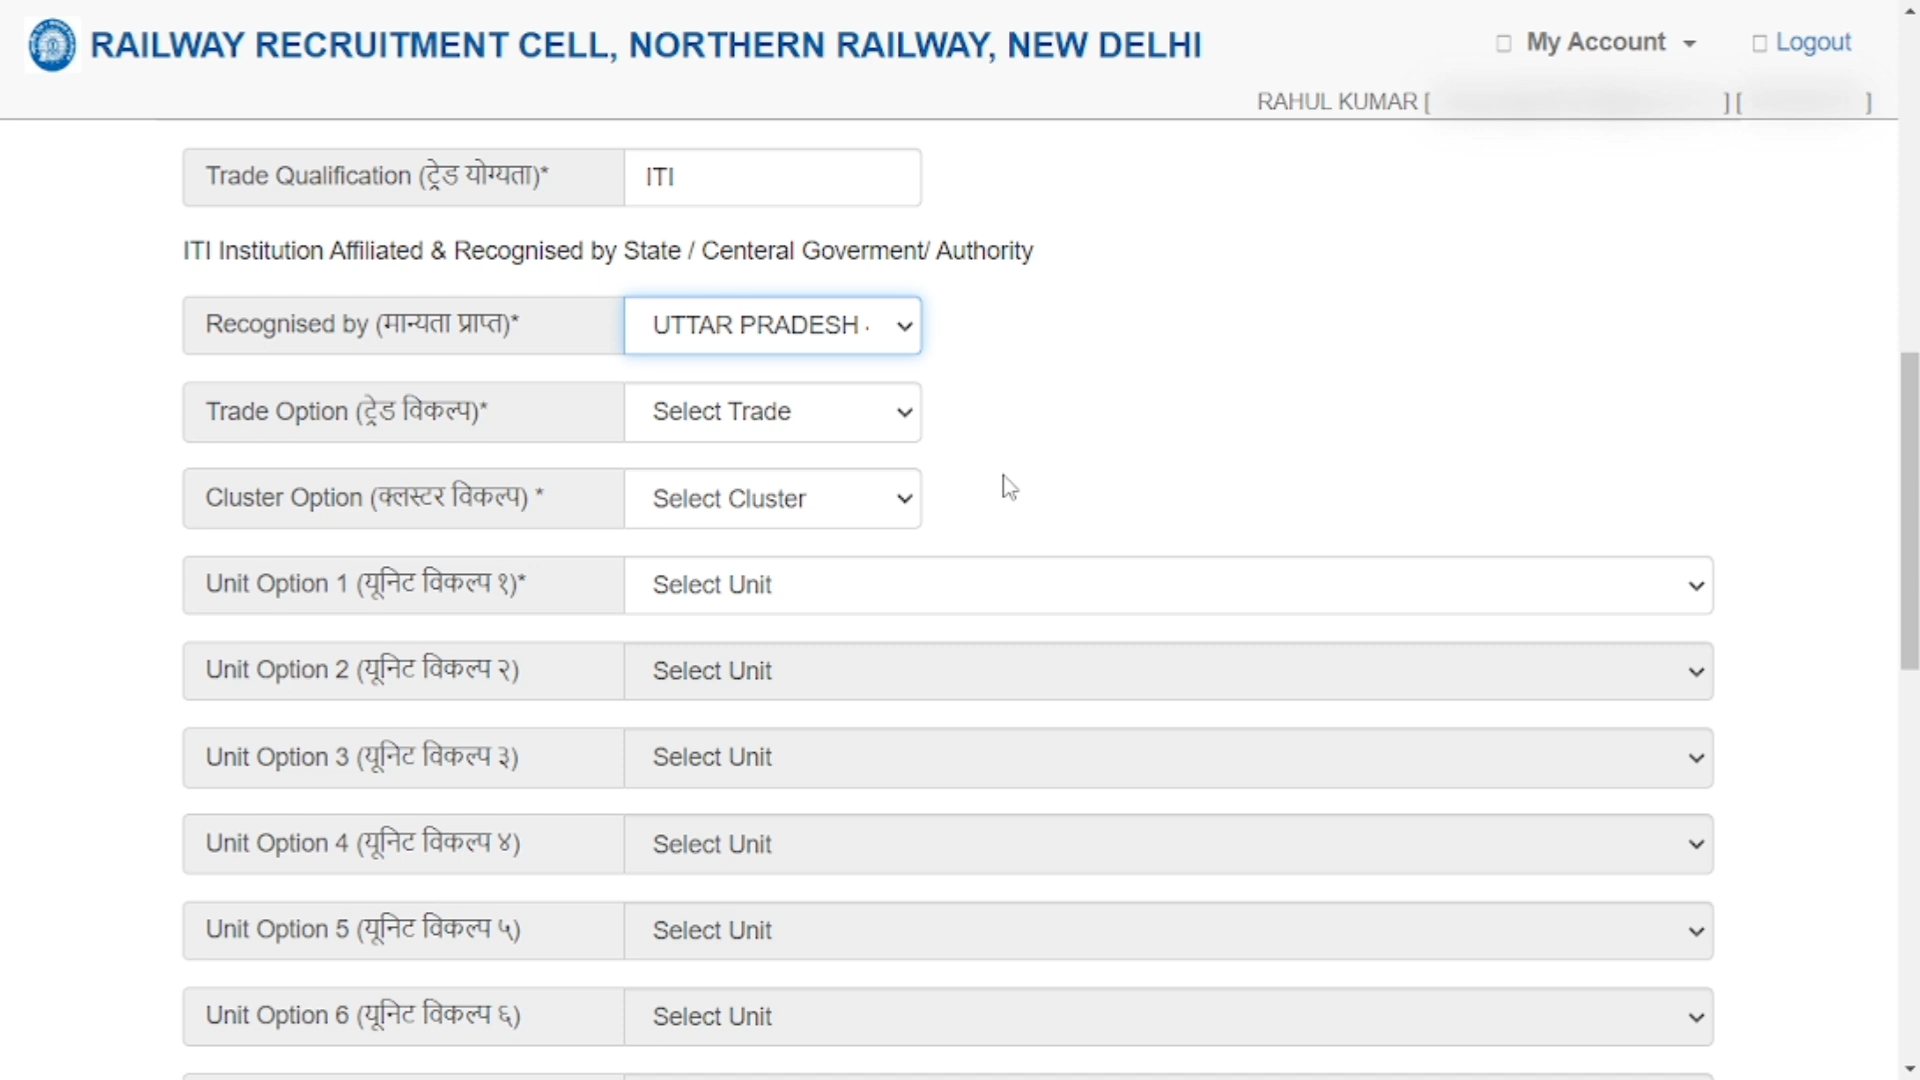 RAILWAY RECRUITMENT CELL, NORTHERN RAILWAY, NEW DELHI
My Account
Logout
RAHUL KUMAR [ ] [ ]
Trade Qualification (ट्रेड योग्यता)*
ITI
ITI Institution Affiliated & Recognised by State / Centeral Goverment/ Authority
Recognised by (मान्यता प्राप्त)*
UTTAR PRADESH
Trade Option (ट्रेड विकल्प)*
Select Trade
Cluster Option (क्लस्टर विकल्प) *
Select Cluster
Unit Option 1 (यूनिट विकल्प १)*
Select Unit
Unit Option 2 (यूनिट विकल्प २)
Select Unit
Unit Option 3 (यूनिट विकल्प ३)
Select Unit
Unit Option 4 (यूनिट विकल्प ४)
Select Unit
Unit Option 5 (यूनिट विकल्प ५)
Select Unit
Unit Option 6 (यूनिट विकल्प ६)
Select Unit